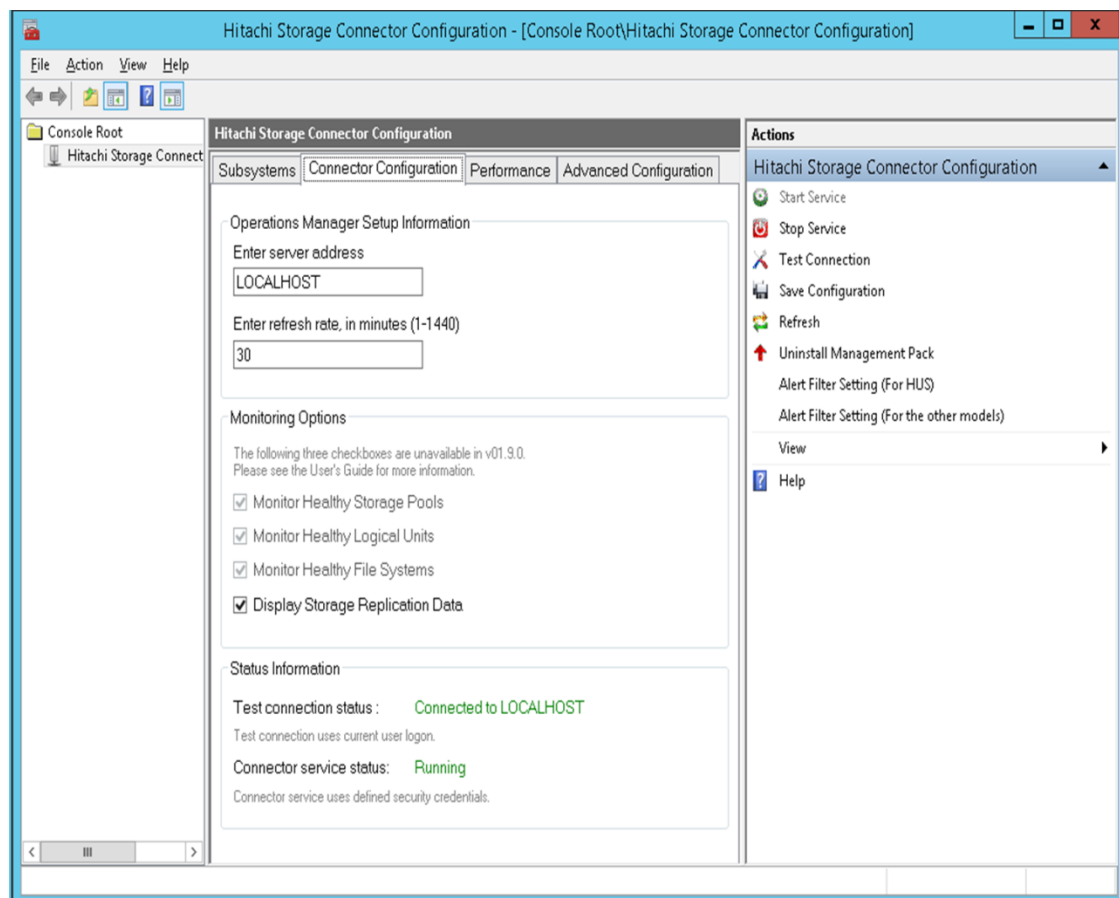 Hitachi Storage Connector Configuration - [Console Root\Hitachi Storage Connector Configuration]
File Action View Help
Console Root
Hitachi Storage Connect
Hitachi Storage Connector Configuration
Subsystems Connector Configuration Performance Advanced Configuration
Operations Manager Setup Information
Enter server address
LOCALHOST
Enter refresh rate, in minutes (1-1440)
30
Monitoring Options
The following three checkboxes are unavailable in v01.9.0.
Please see the User's Guide for more information.
Monitor Healthy Storage Pools
Monitor Healthy Logical Units
Monitor Healthy File Systems
Display Storage Replication Data
Status Information
Test connection status : Connected to LOCALHOST
Test connection uses current user logon.
Connector service status: Running
Connector service uses defined security credentials.
Actions
Hitachi Storage Connector Configuration
Start Service
Stop Service
Test Connection
Save Configuration
Refresh
Uninstall Management Pack
Alert Filter Setting (For HUS)
Alert Filter Setting (For the other models)
View
Help